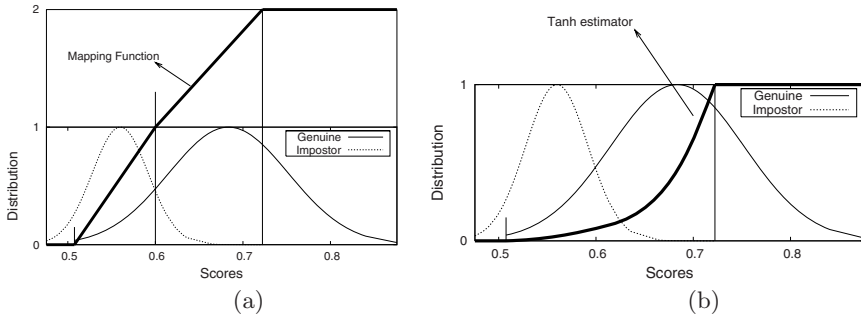 2
Mapping Function
1
Genuine
Impostor
Distribution
0
0.5
0.6
0.7
0.8
Scores
(a)
Tanh estimator
1
Genuine
Impostor
Distribution
0
0.5
0.6
0.7
0.8
Scores
(b)